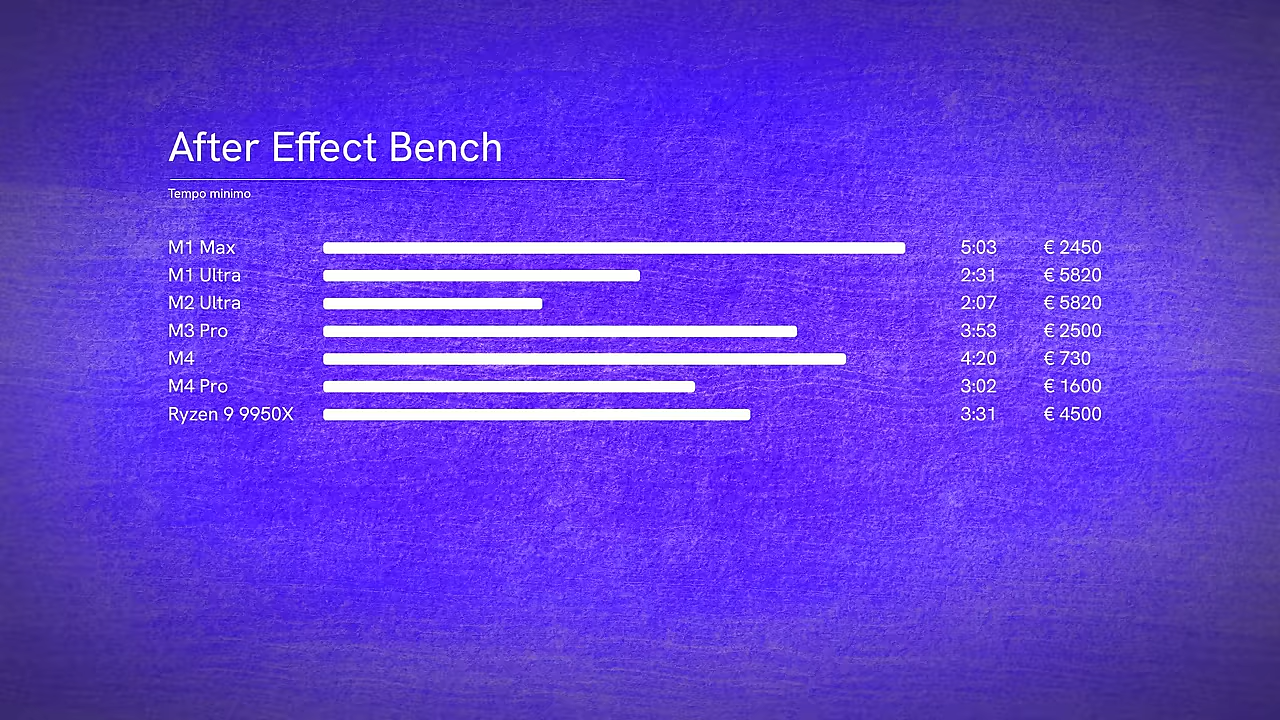 After Effect Bench
Tempo minimo
M1 Max 5:03 € 2450
M1 Ultra 2:31 € 5820
M2 Ultra 2:07 € 5820
M3 Pro 3:53 € 2500
M4 4:20 € 730
M4 Pro 3:02 € 1600
Ryzen 9 9950X 3:31 € 4500